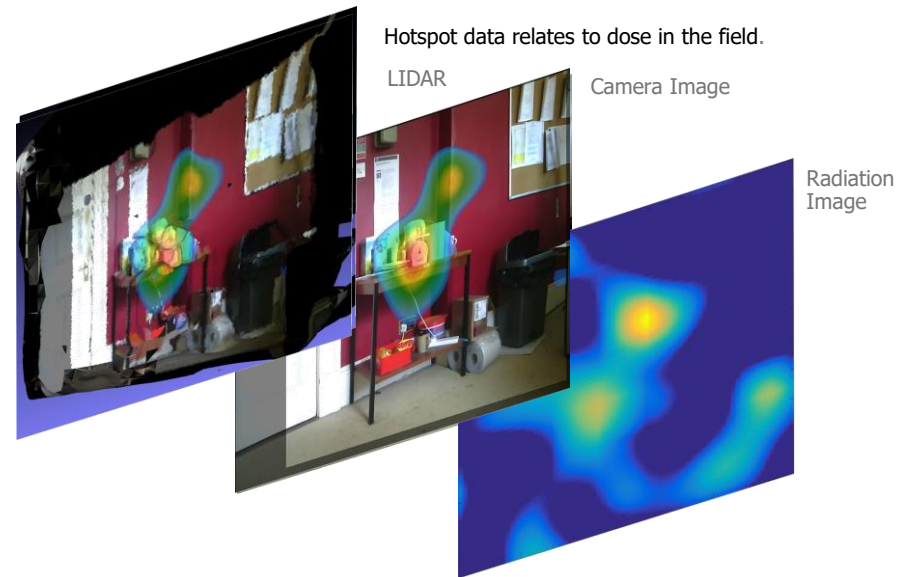 Hotspot data relates to dose in the field.
LIDAR
Camera Image
Radiation
Image